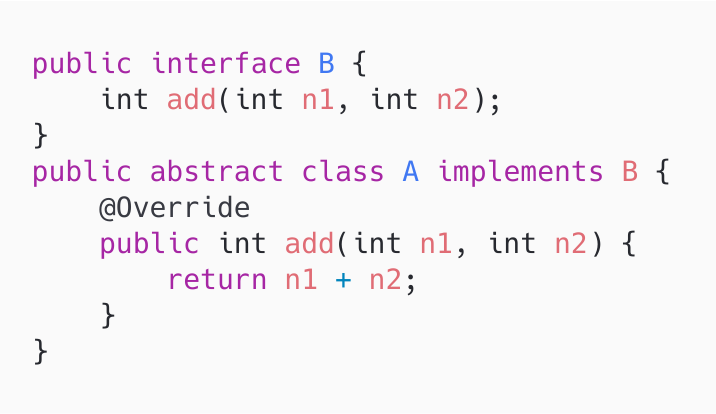 public interface B {
    int add(int n1, int n2);
}
public abstract class A implements B {
    @Override
    public int add(int n1, int n2) {
        return n1 + n2;
    }
}